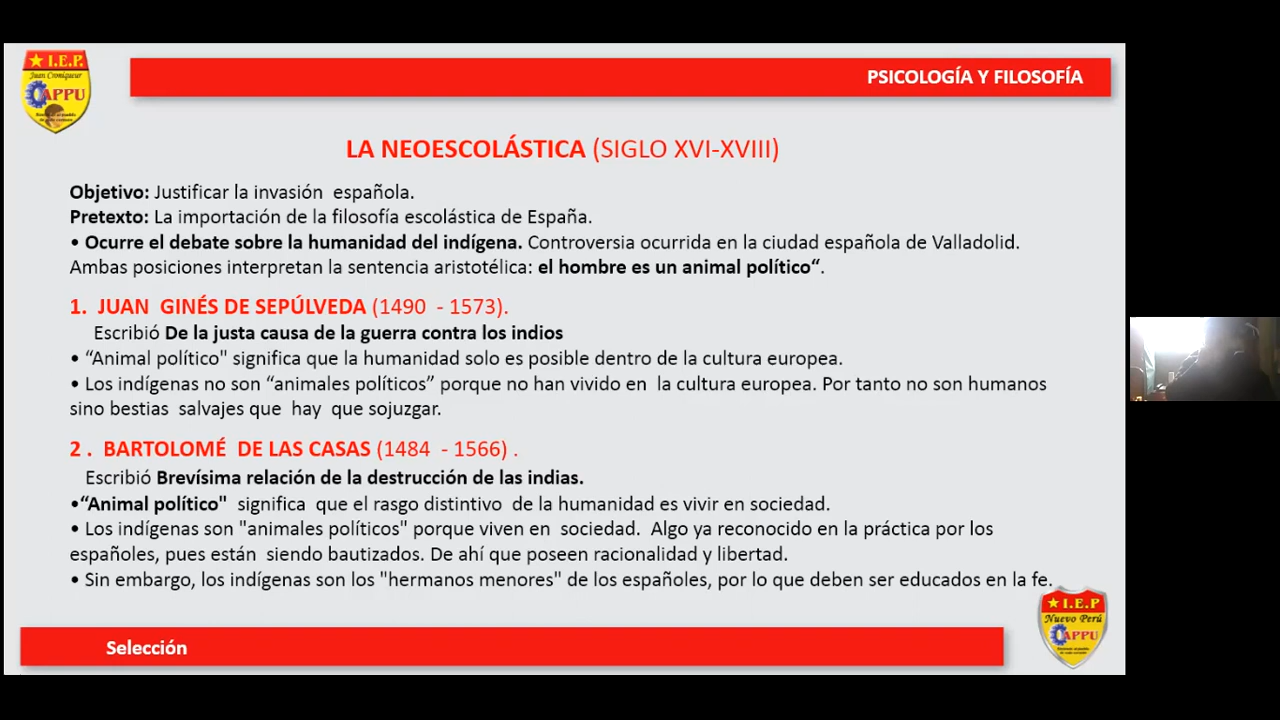 ★ I.E.P.
Juan Croniqueur
APPU
PSICOLOGÍA Y FILOSOFÍA
LA NEOESCOLÁSTICA (SIGLO XVI-XVIII)
Objetivo: Justificar la invasión española.
Pretexto: La importación de la filosofía escolástica de España.
• Ocurre el debate sobre la humanidad del indígena. Controversia ocurrida en la ciudad española de Valladolid.
Ambas posiciones interpretan la sentencia aristotélica: el hombre es un animal político“.
1. JUAN GINÉS DE SEPÚLVEDA (1490 - 1573).
Escribió De la justa causa de la guerra contra los indios
• “Animal político" significa que la humanidad solo es posible dentro de la cultura europea.
• Los indígenas no son “animales políticos” porque no han vivido en la cultura europea. Por tanto no son humanos
sino bestias salvajes que hay que sojuzgar.
2 . BARTOLOMÉ DE LAS CASAS (1484 - 1566) .
Escribió Brevísima relación de la destrucción de las indias.
•“Animal político" significa que el rasgo distintivo de la humanidad es vivir en sociedad.
• Los indígenas son "animales políticos" porque viven en sociedad. Algo ya reconocido en la práctica por los
españoles, pues están siendo bautizados. De ahí que poseen racionalidad y libertad.
• Sin embargo, los indígenas son los "hermanos menores" de los españoles, por lo que deben ser educados en la fe.
★ I.E.P
Nuevo Perú
APPU
Selección